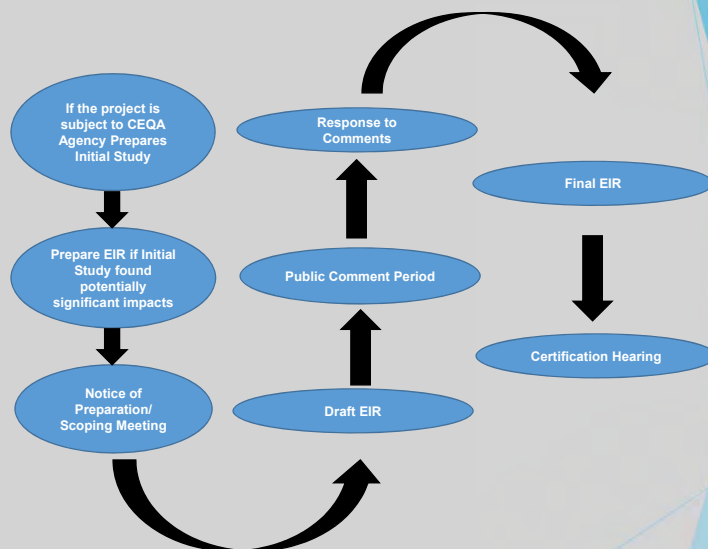 If the project is
subject to CEQA
Agency Prepares
Initial Study
Prepare EIR if Initial
Study found
potentially
significant impacts
Notice of
Preparation/
Scoping Meeting
Draft EIR
Public Comment Period
Response to
Comments
Final EIR
Certification Hearing